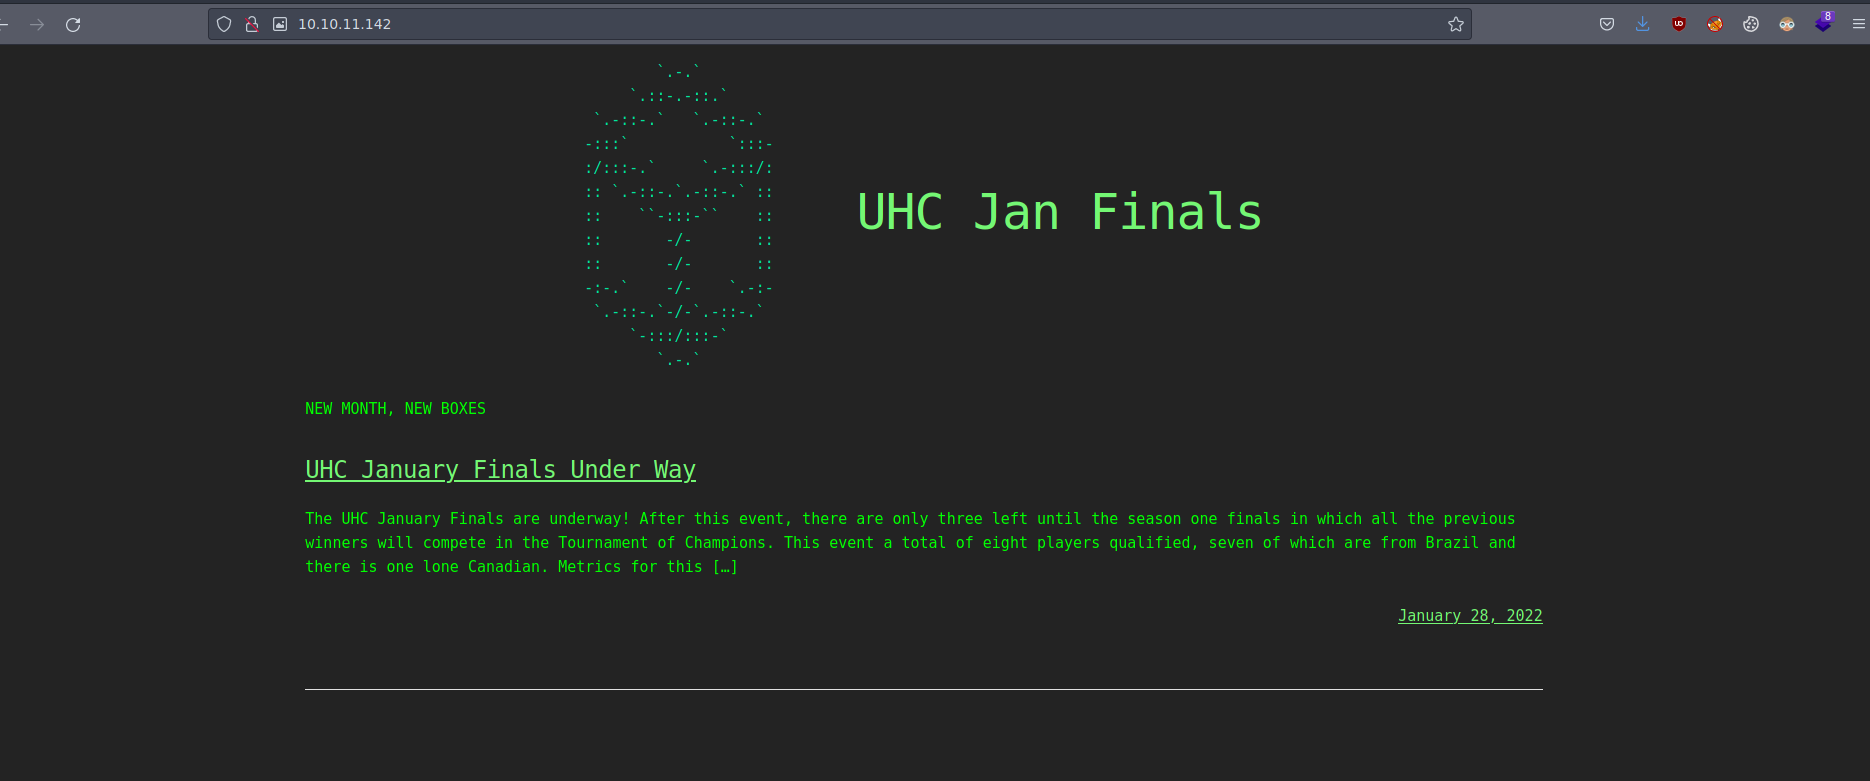 10.10.11.142
8
`.-.`
`.::-.-::.`
`.-::-.`   `.-::-.`
-:::`           `:::-
:/:::-.`     `.-:::/:
:: `.-::-.`.-::-.` ::
::    ``-:::-``    ::
::       -/-       ::
::       -/-       ::
-:-.`    -/-    `.-:-
`.-::-.`-/-`.-::-.`
`-:::/:::-`
`.-.`
UHC Jan Finals
NEW MONTH, NEW BOXES
UHC January Finals Under Way
The UHC January Finals are underway! After this event, there are only three left until the season one finals in which all the previous
winners will compete in the Tournament of Champions. This event a total of eight players qualified, seven of which are from Brazil and
there is one lone Canadian. Metrics for this […]
January 28, 2022